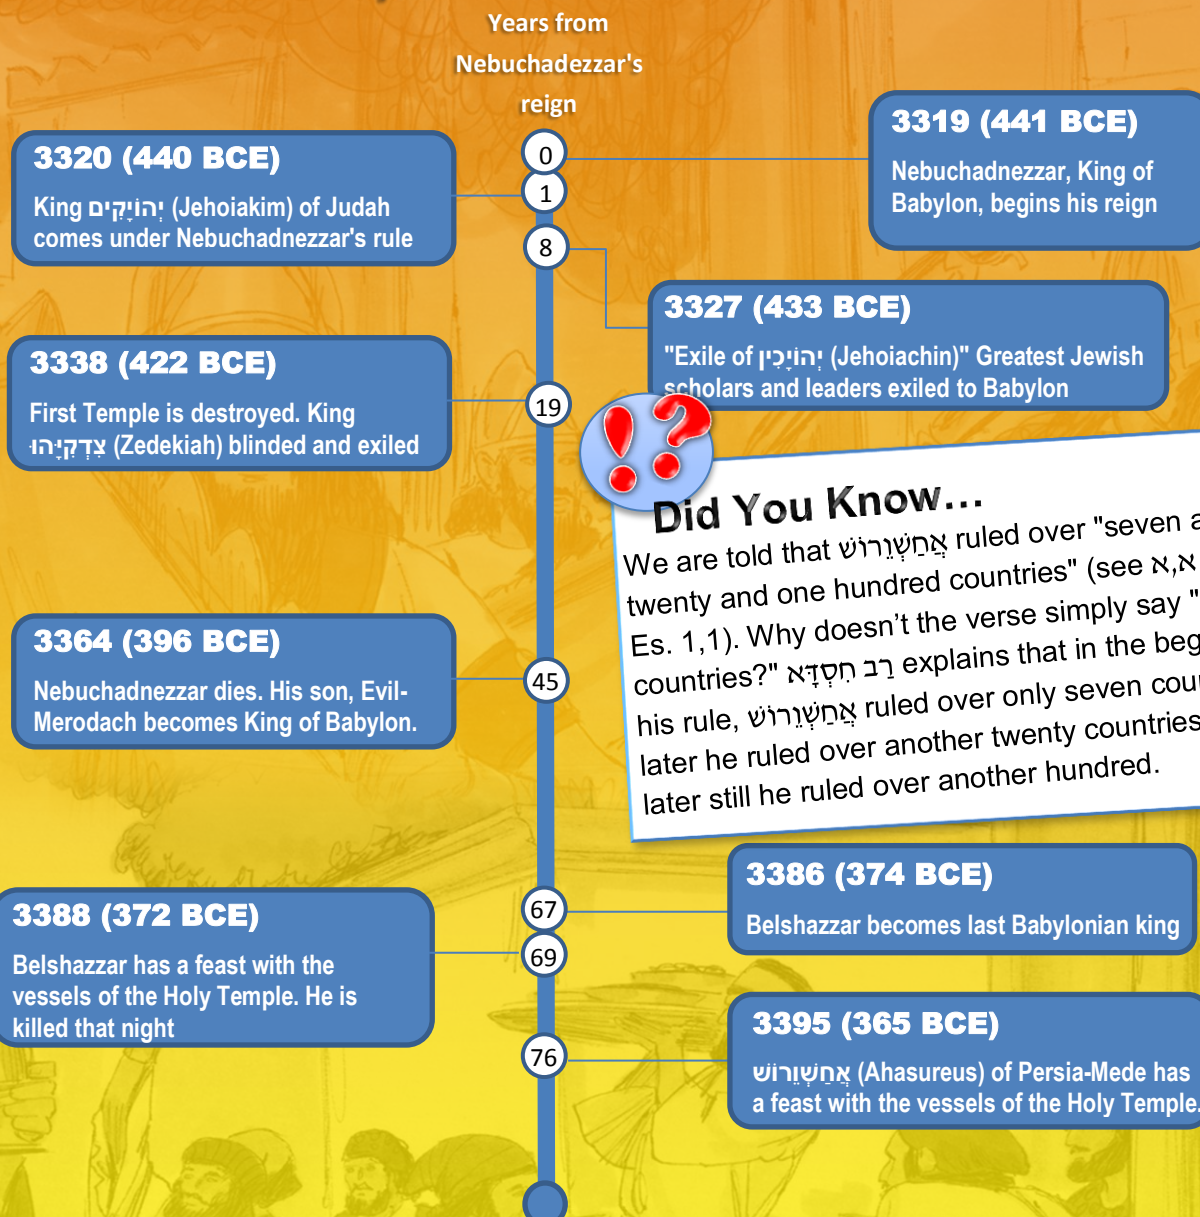 Years from
Nebuchadezzar's
reign
0
3319 (441 BCE)
Nebuchadnezzar, King of
Babylon, begins his reign
1
3320 (440 BCE)
King יְהוֹיָקִים (Jehoiakim) of Judah
comes under Nebuchadnezzar's rule
8
3327 (433 BCE)
"Exile of יְהוֹיָכִין (Jehoiachin)" Greatest Jewish
scholars and leaders exiled to Babylon
19
3338 (422 BCE)
First Temple is destroyed. King
צִדְקִיָּהוּ (Zedekiah) blinded and exiled
!?
Did You Know...
We are told that אֲחַשְׁוֵרוֹשׁ ruled over "seven
twenty and one hundred countries" (see א,א
Es. 1,1). Why doesn't the verse simply say "
countries?" רַב חִסְדָּא explains that in the
his rule, אֲחַשְׁוֵרוֹשׁ ruled over only seven
later he ruled over another twenty countries
later still he ruled over another hundred.
45
3364 (396 BCE)
Nebuchadnezzar dies. His son, Evil-
Merodach becomes King of Babylon.
67
3386 (374 BCE)
Belshazzar becomes last Babylonian king
69
3388 (372 BCE)
Belshazzar has a feast with the
vessels of the Holy Temple. He is
killed that night
76
3395 (365 BCE)
אֲחַשְׁוֵרוֹשׁ (Ahasureus) of Persia-Mede has
a feast with the vessels of the Holy Temple.